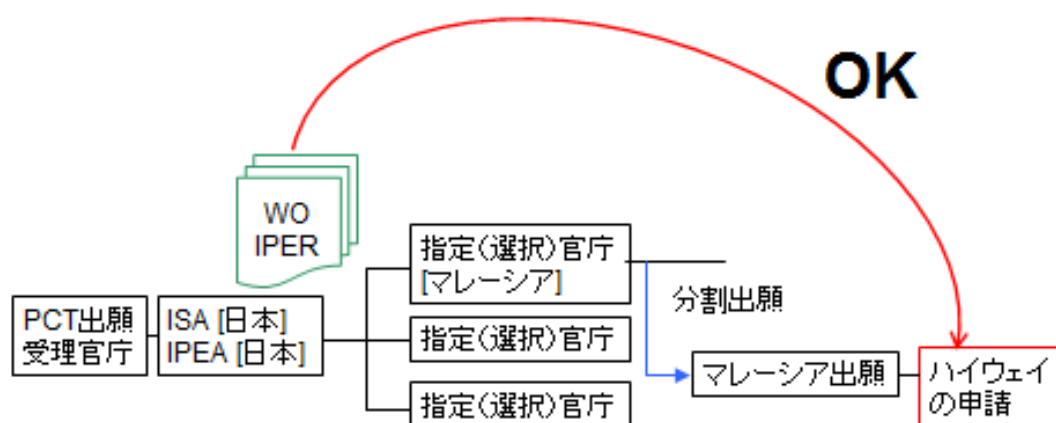 OK
WO
IPER
指定(選択)官庁
[マレーシア]
分割出願
PCT出願
受理官庁
ISA [日本]
IPEA [日本]
指定(選択)官庁
マレーシア出願
ハイウェイ
の申請
指定(選択)官庁